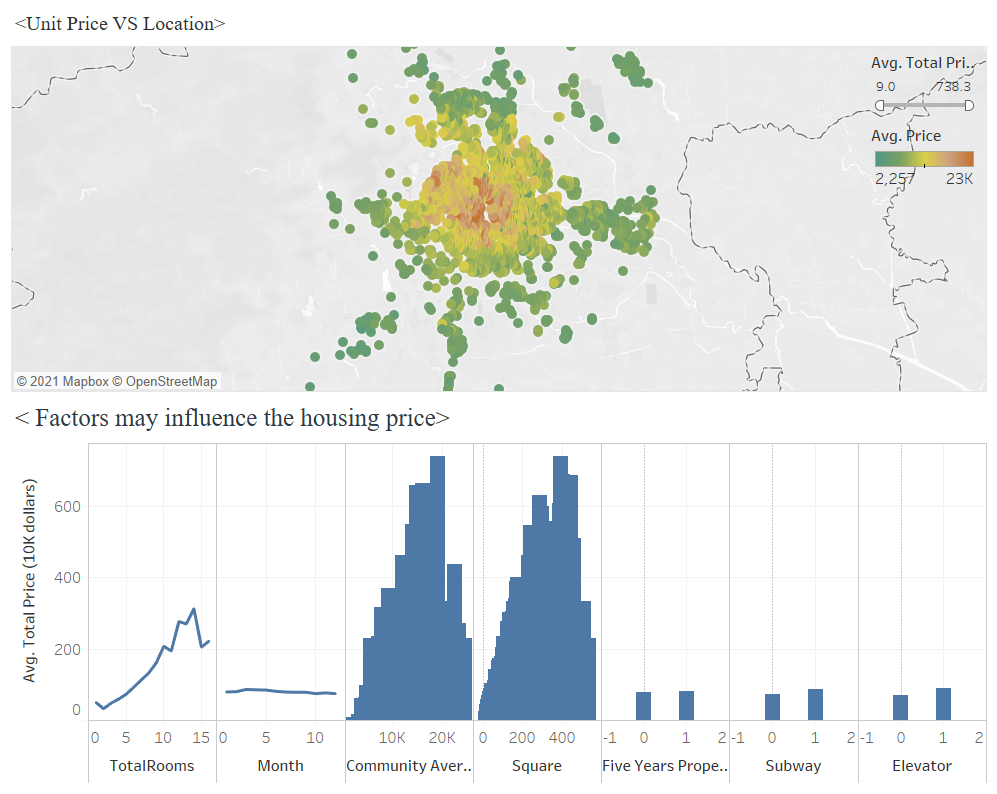 <Unit Price VS Location>
Avg. Total Pri..
9.0 738.3
Avg. Price
2,257 23K
© 2021 Mapbox © OpenStreetMap
< Factors may influence the housing price>
Avg. Total Price (10K dollars)
600
400
200
0
0 5 10 15 0 5 10 10K 20K 0 200 400 -1 0 1 2 -1 0 1 2 -1 0 1 2
TotalRooms Month Community Aver.. Square Five Years Prope.. Subway Elevator